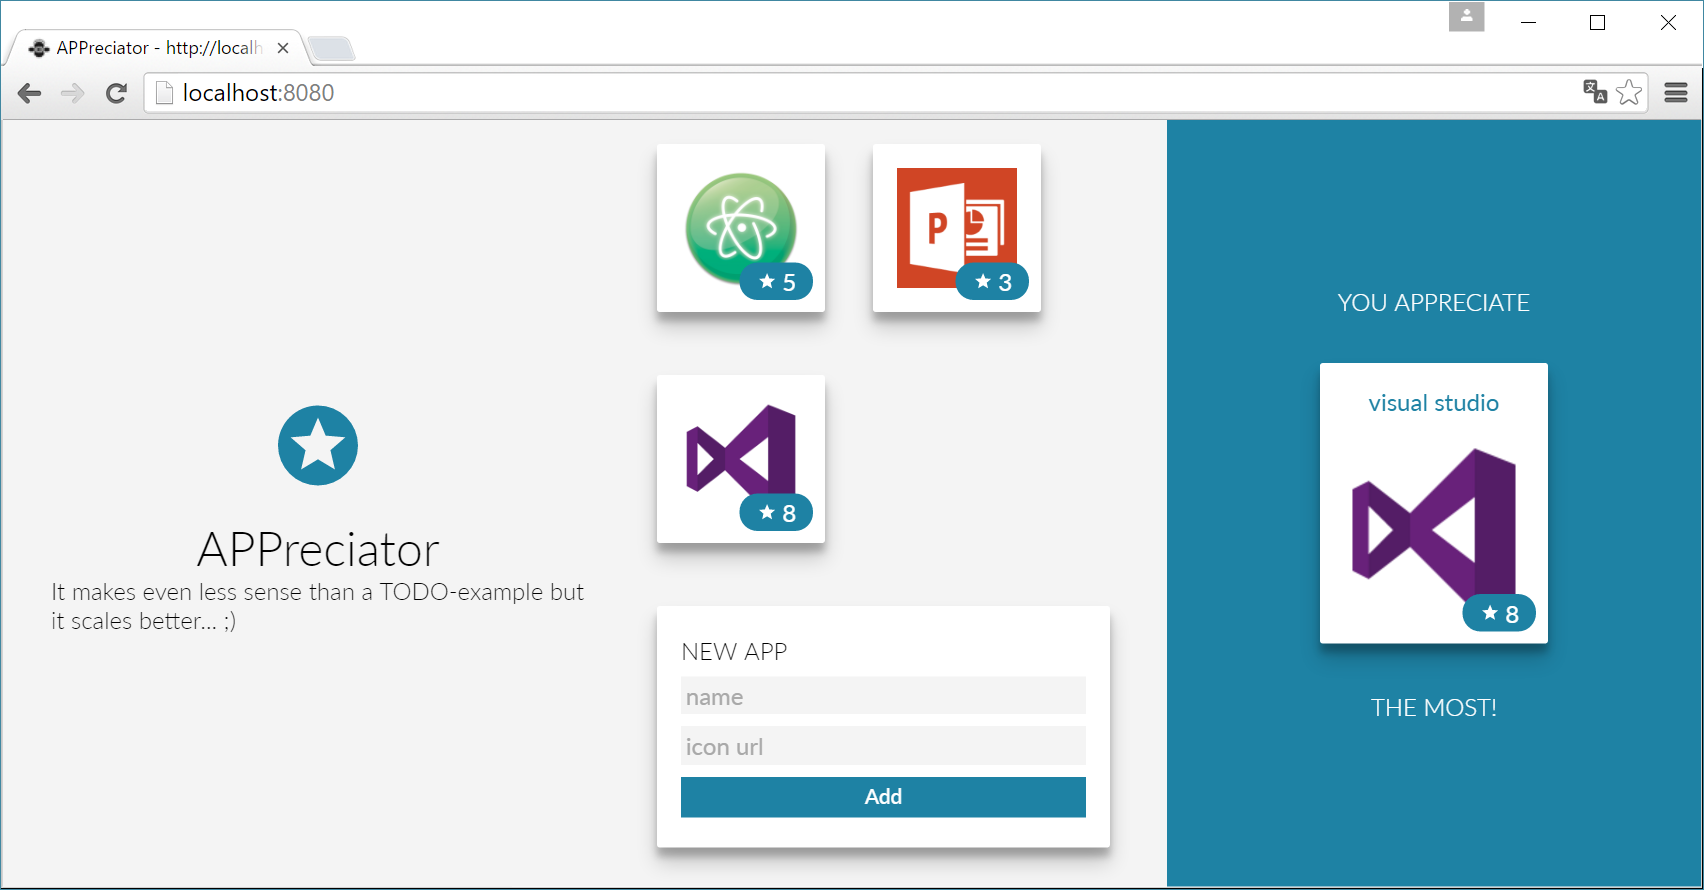 APPreciator - http://localh
localhost:8080
5
3
8
APPreciator
It makes even less sense than a TODO-example but
it scales better... ;)
NEW APP
name
icon url
Add
YOU APPRECIATE
visual studio
8
THE MOST!